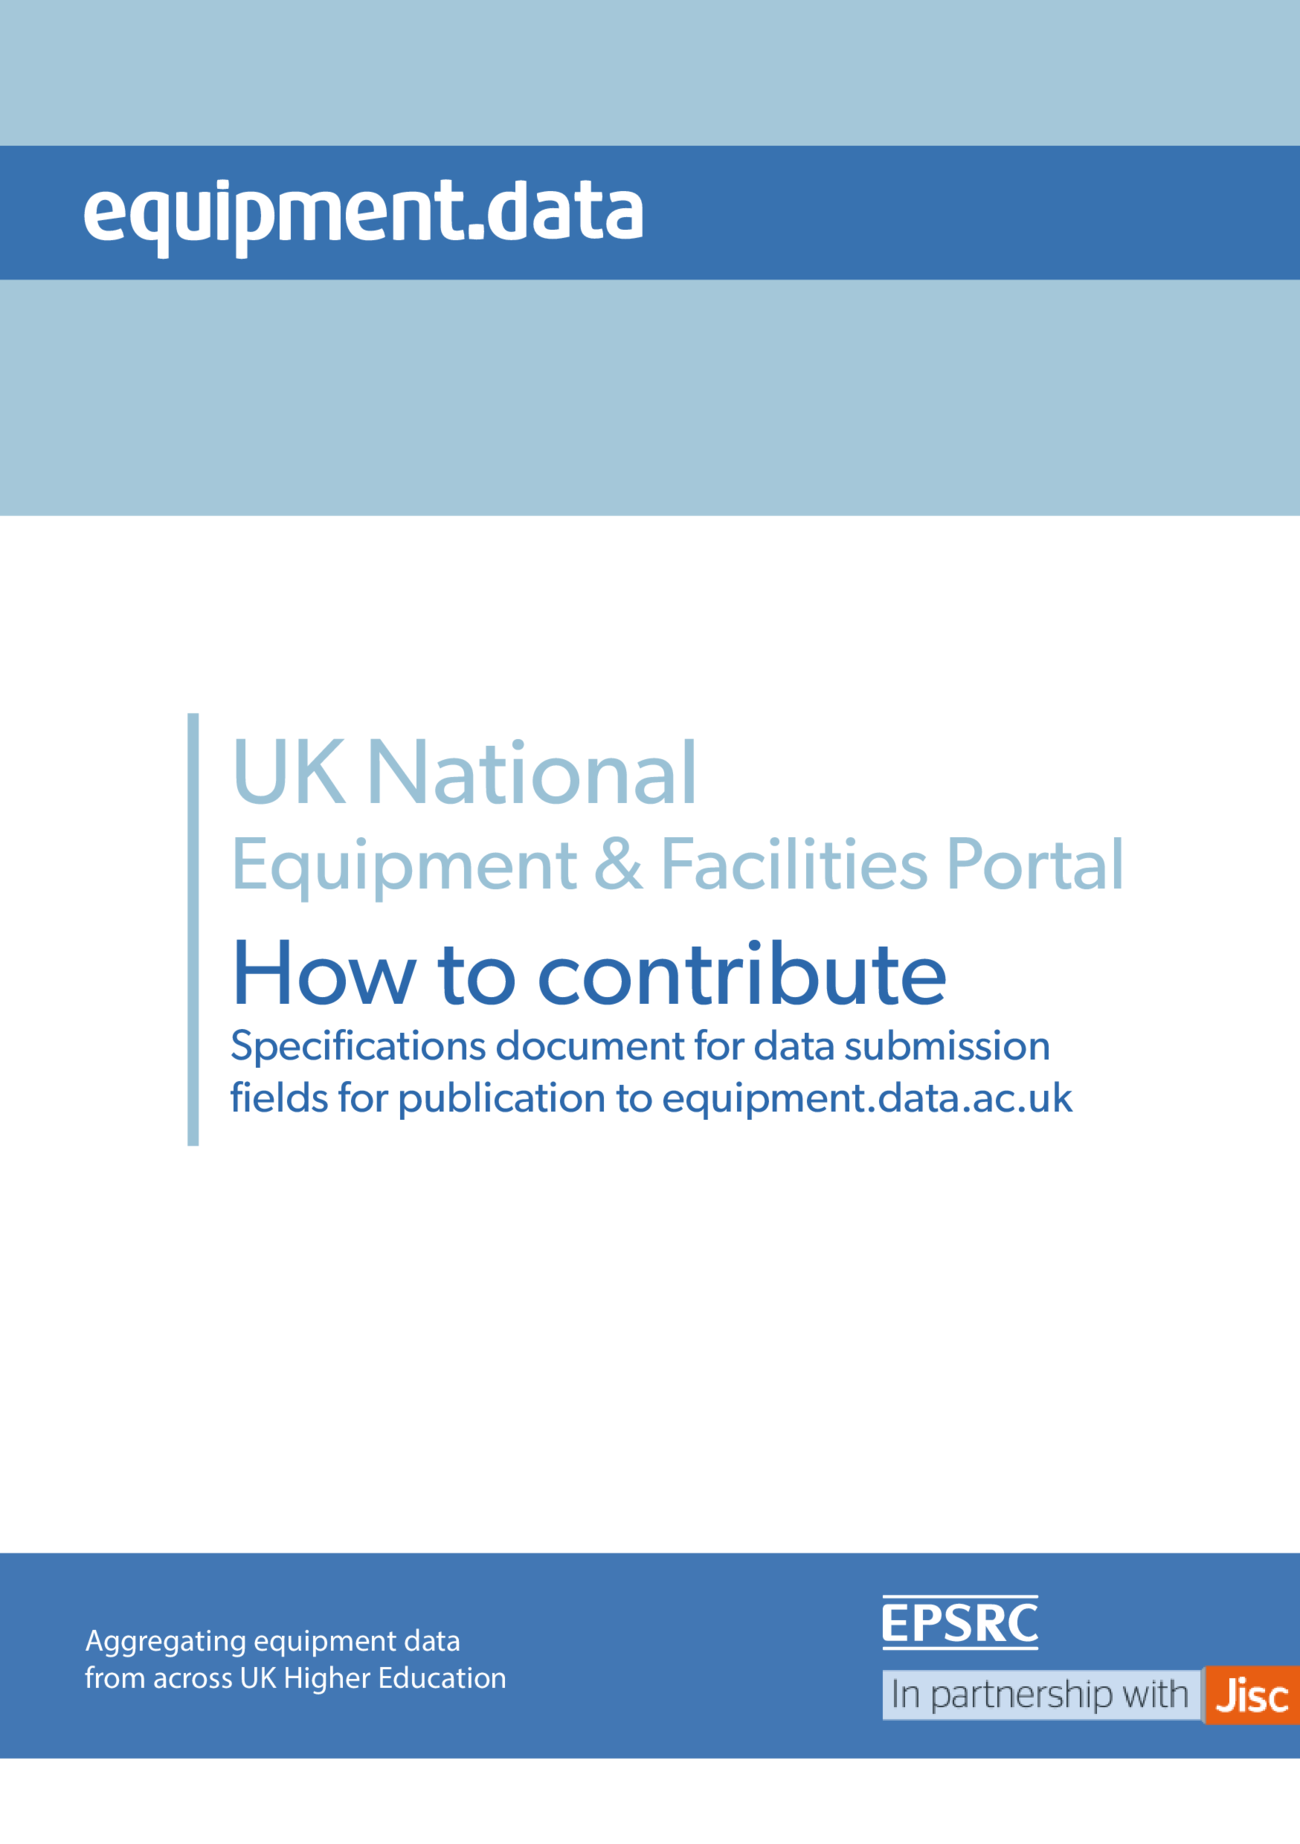 equipment.data
UK National
Equipment & Facilities Portal
How to contribute
Specifications document for data submission
fields for publication to equipment.data.ac.uk
Aggregating equipment data
from across UK Higher Education
EPSRC
In partnership with Jisc